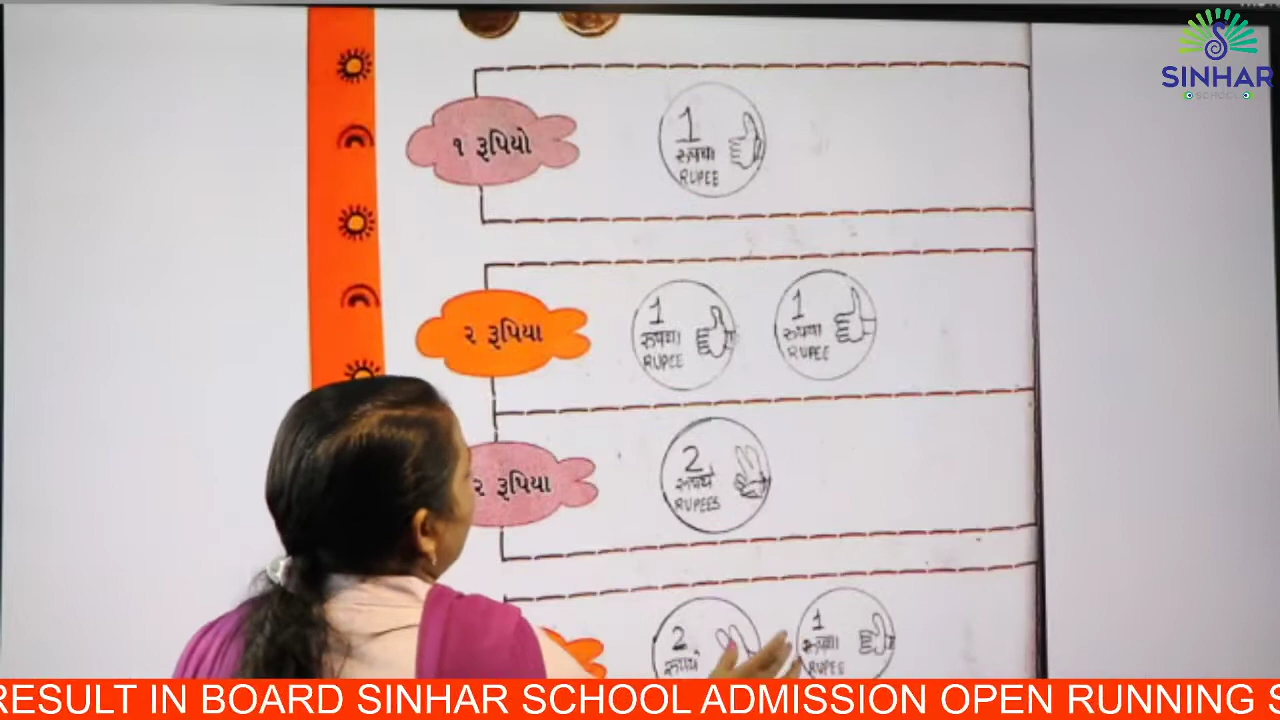 SINHAR
SCHOOL
૧ રૂપિયો
1
रुपया
RUPEE
૨ રૂપિયા
1
रुपया
RUPEE
1
रुपया
RUPEE
૨ રૂપિયા
2
रुपये
RUPEES
2
रुपये
1
रुपया
RUPEE
RESULT IN BOARD SINHAR SCHOOL ADMISSION OPEN RUNNING S